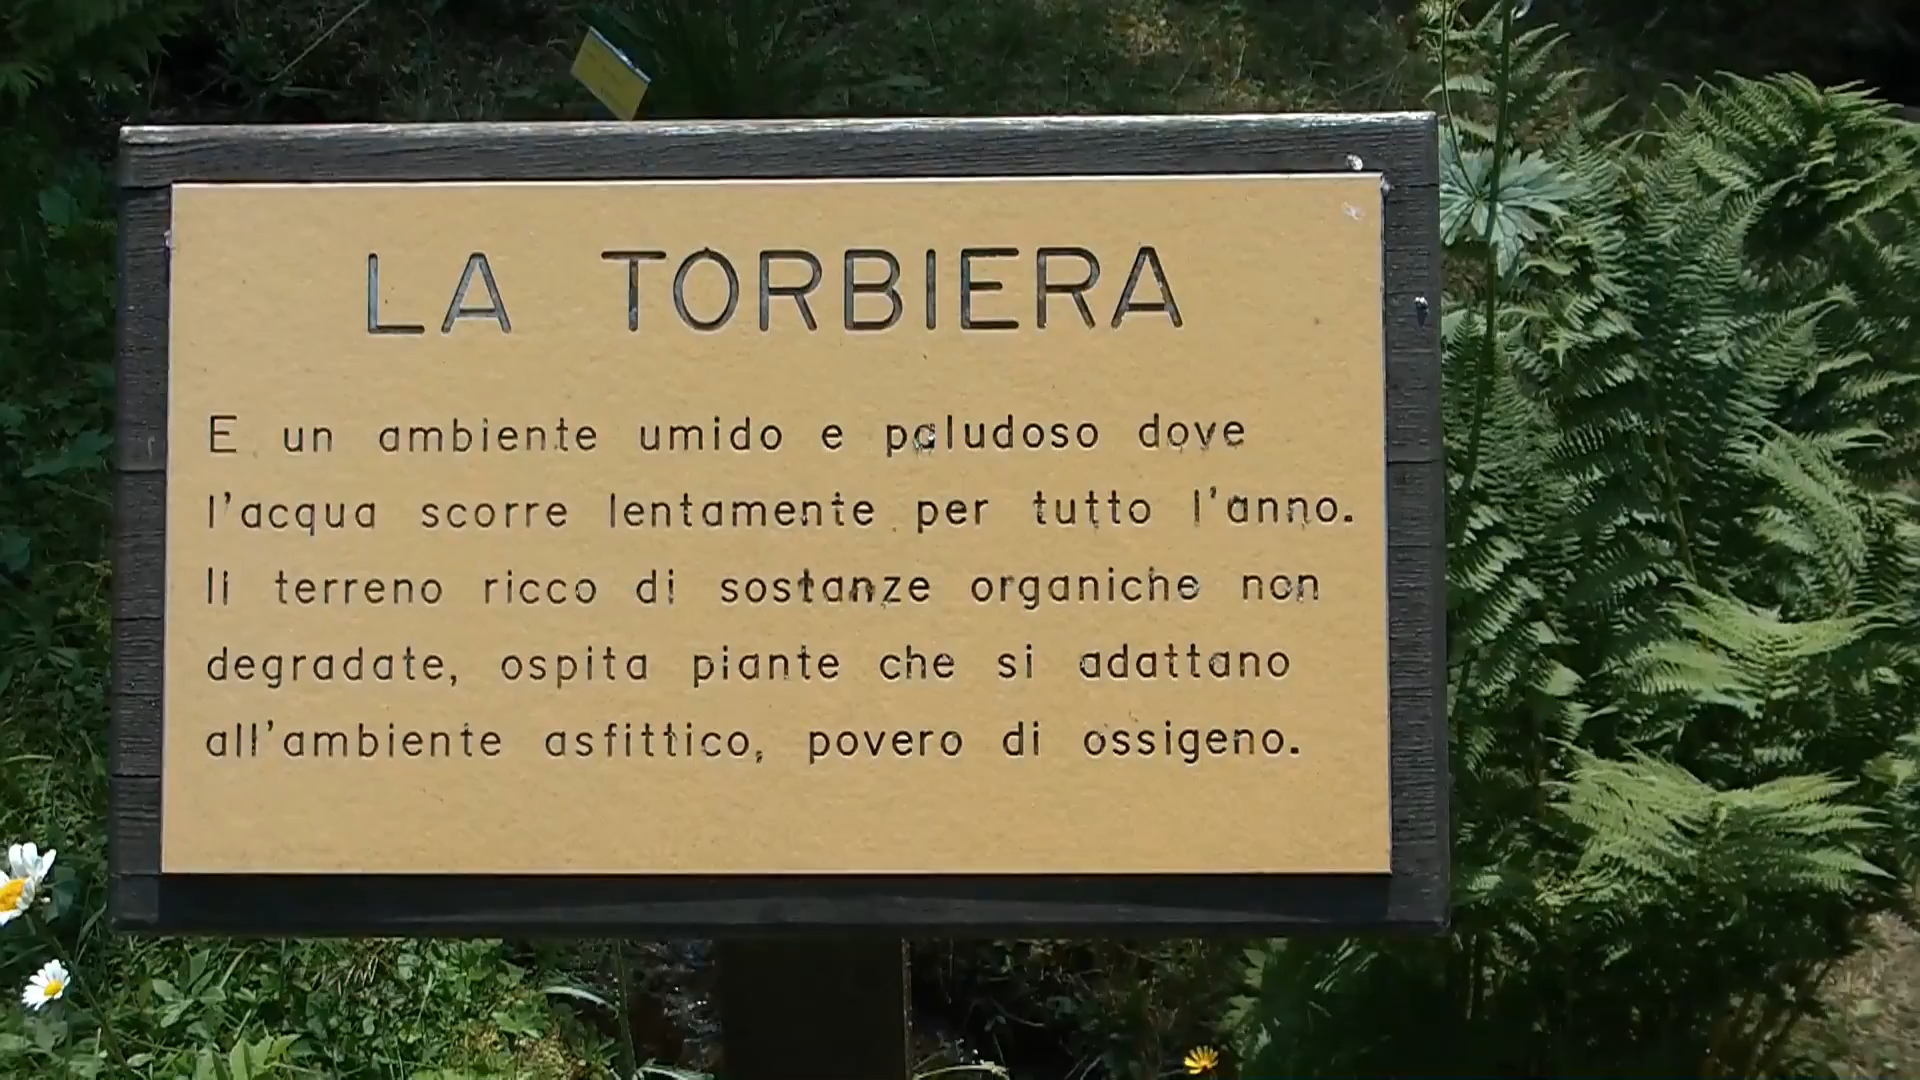 LA TORBIERA
E un ambiente umido e paludoso dove
l'acqua scorre lentamente per tutto l'anno.
Il terreno ricco di sostanze organiche non
degradate, ospita piante che si adattano
all'ambiente asfittico, povero di ossigeno.